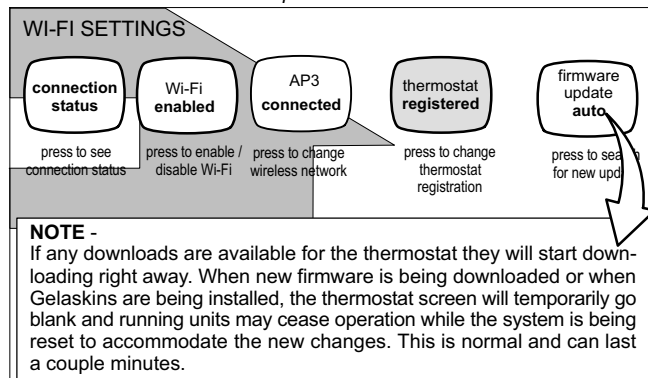 WI-FI SETTINGS
connection
status
Wi-Fi
enabled
AP3
connected
thermostat
registered
firmware
update
auto
press to see
connection status
press to enable /
disable Wi-Fi
press to change
wireless network
press to change
thermostat
registration
press to
for new
NOTE -
If any downloads are available for the thermostat they will start down-
loading right away. When new firmware is being downloaded or when
Gelaskins are being installed, the thermostat screen will temporarily go
blank and running units may cease operation while the system is being
reset to accommodate the new changes. This is normal and can last
a couple minutes.